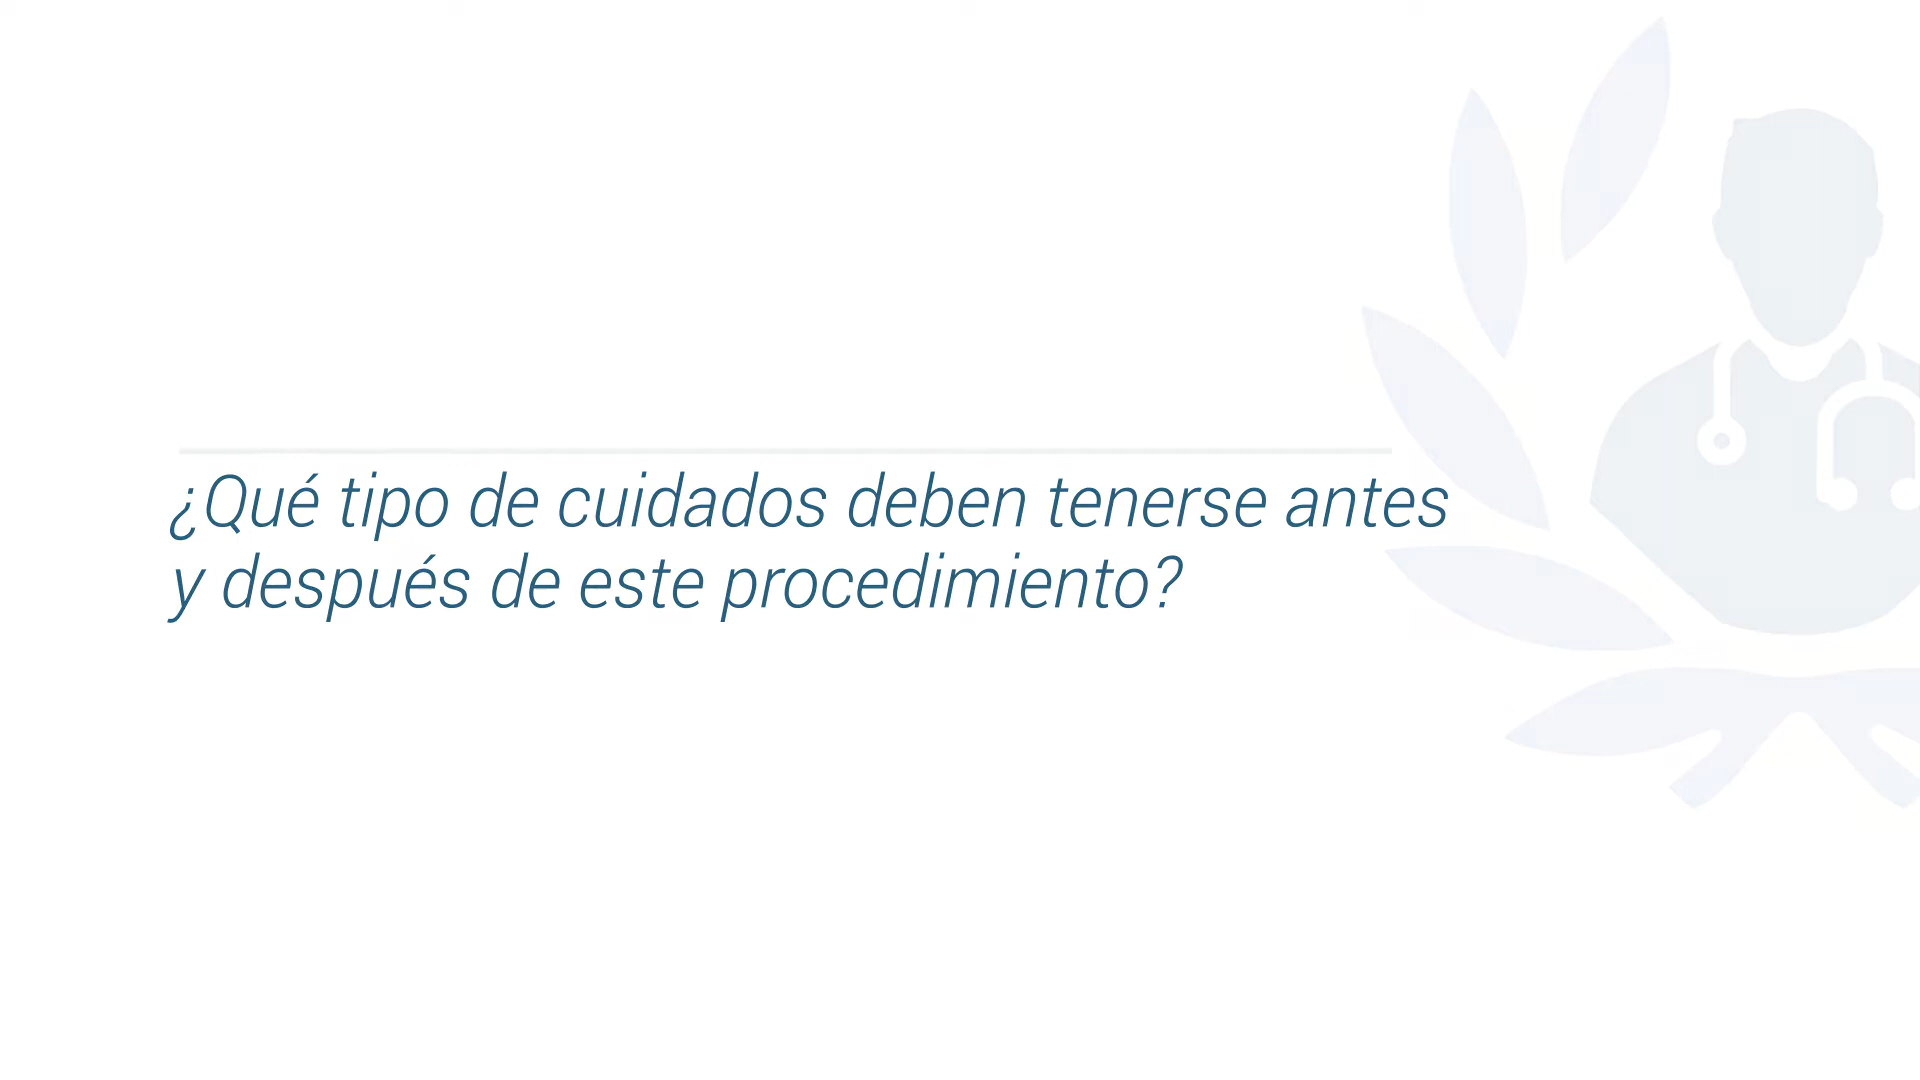 ¿Qué tipo de cuidados deben tenerse antes
y después de este procedimiento?